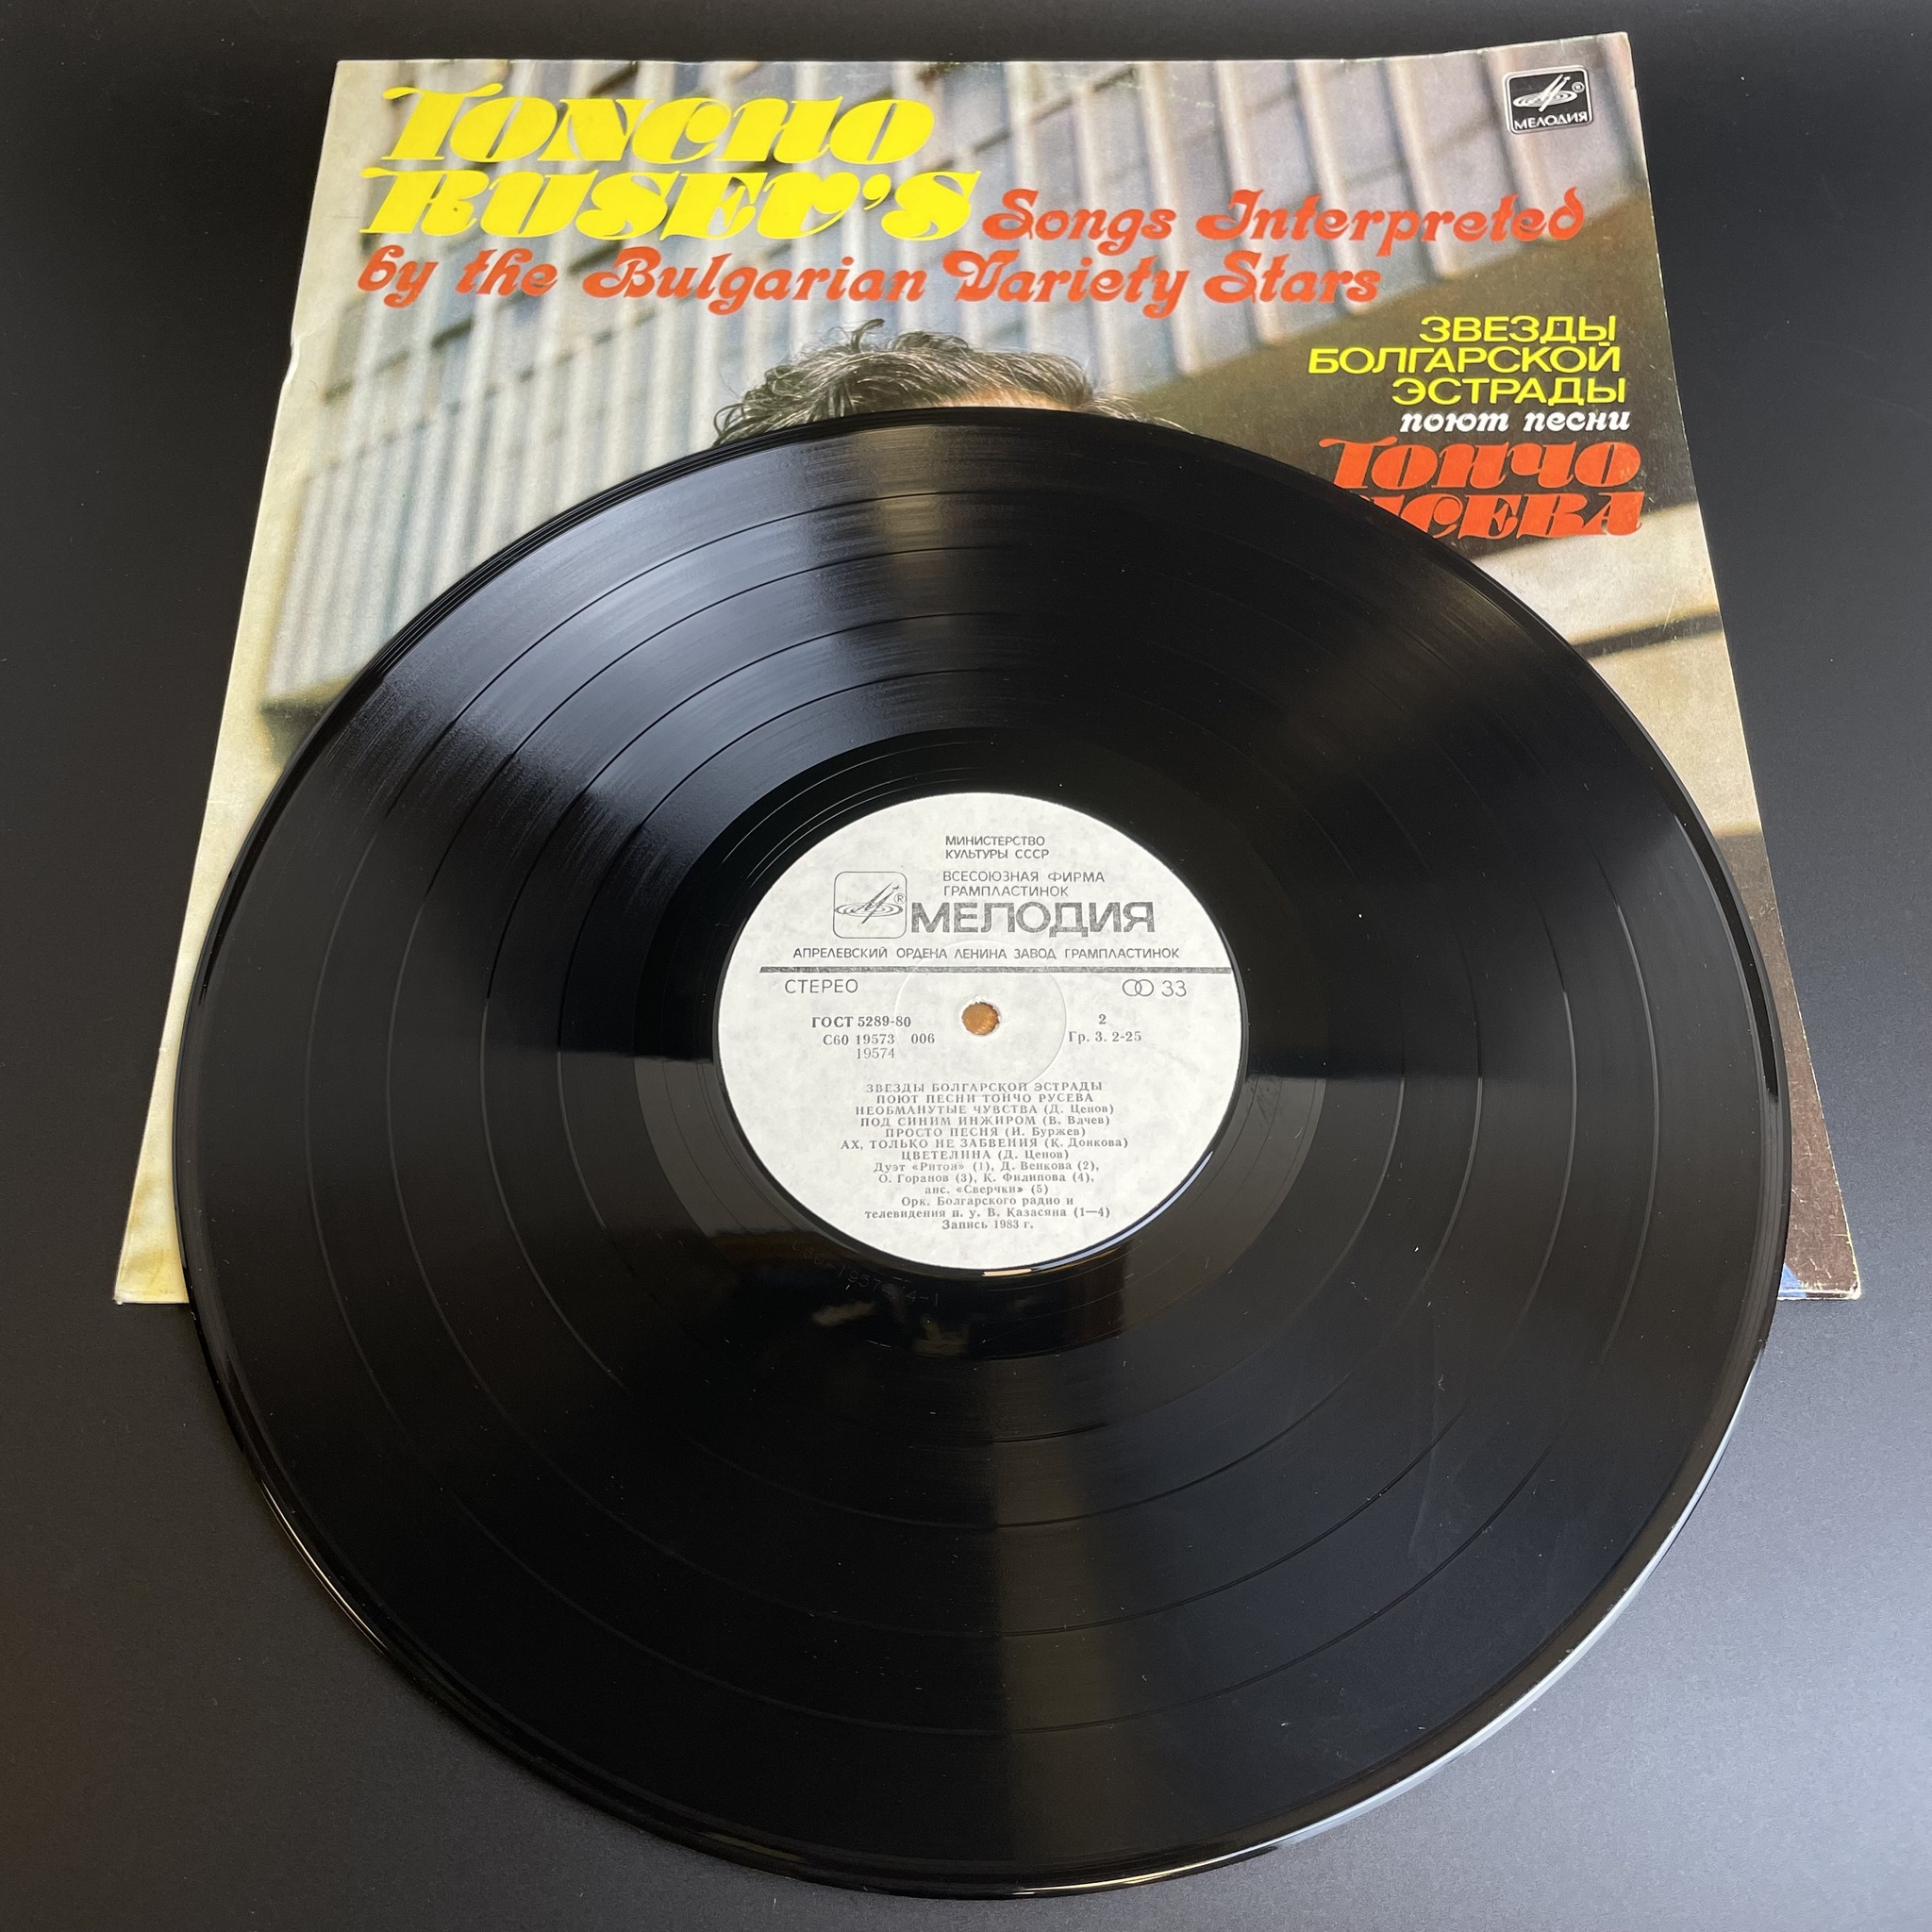 TONCHO
RUSEV'S Songs Interpreted
by the Bulgarian Variety Stars
МЕЛОДИЯ
ЗВЕЗДЫ
БОЛГАРСКОЙ
ЭСТРАДЫ
поют песни
ТОНЧО
МИНИСТЕРСТВО
КУЛЬТУРЫ СССР
ВСЕСОЮЗНАЯ ФИРМА
ГРАМПЛАСТИНОК
МЕЛОДИЯ
АПРЕЛЕВСКИЙ ОРДЕНА ЛЕНИНА ЗАВОД ГРАМПЛАСТИНОК
СТЕРЕО 33
ГОСТ 5289-80 2
С60 19573 006 Гр. 3. 2-25
19574
ЗВЕЗДЫ БОЛГАРСКОЙ ЭСТРАДЫ
ПОЮТ ПЕСНИ ТОНЧО РУСЕВА
НЕОБМАНУТЫЕ ЧУВСТВА (Д. Ценов)
ПОД СИНИМ ИНЖИРОМ (В. Вачев)
ПРОСТО ПЕСНЯ (И. Буржев)
АХ, ТОЛЬКО НЕ ЗАБВЕНИЯ (К. Донкова)
ЦВЕТЕЛИНА (Д. Ценов)
Дуэт «Ритон» (1), Д. Венкова (2),
О. Горанов (3), К. Филипова (4),
анс. «Сверчки» (5)
Орк. Болгарского радио и
телевидения п. у. В. Казасяна (1—4)
Запись 1983 г.